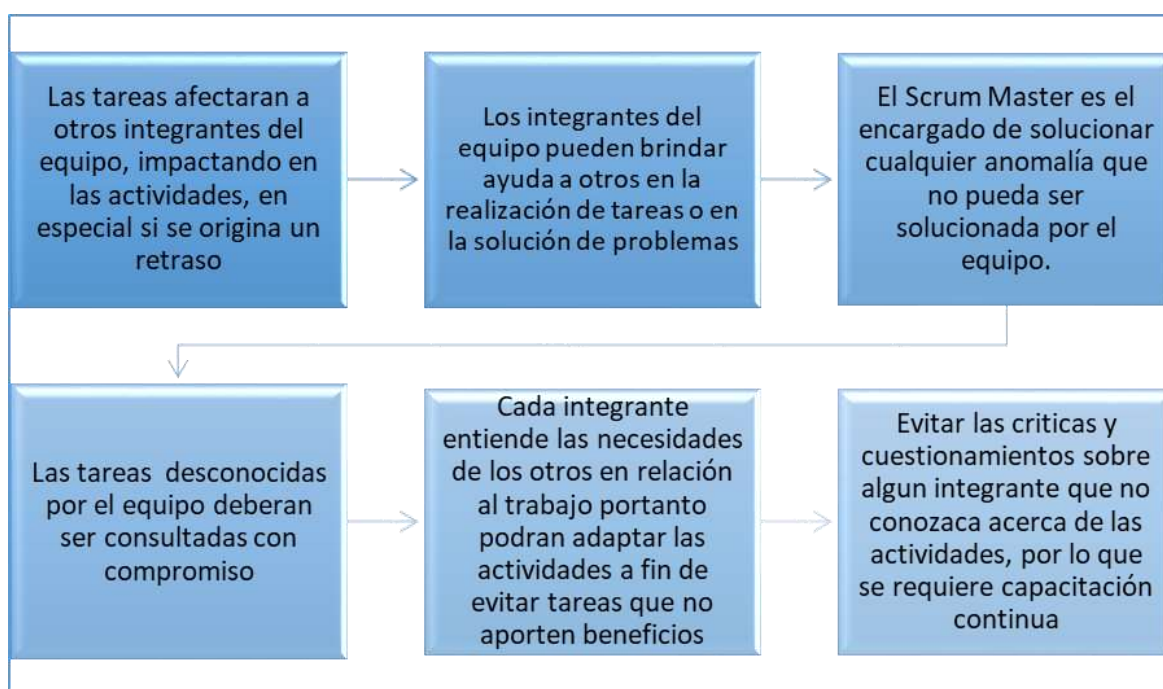 Las tareas afectaran a
otros integrantes del
equipo, impactando en
las actividades, en
especial si se origina un
retraso
Los integrantes del
equipo pueden brindar
ayuda a otros en la
realización de tareas o en
la solución de problemas
El Scrum Master es el
encargado de solucionar
cualquier anomalía que
no pueda ser
solucionada por el
equipo.
Las tareas desconocidas
por el equipo deberan
ser consultadas con
compromiso
Cada integrante
entiende las necesidades
de los otros en relación
al trabajo portanto
podran adaptar las
actividades a fin de
evitar tareas que no
aporten beneficios
Evitar las criticas y
cuestionamientos sobre
algun integrante que no
conozaca acerca de las
actividades, por lo que
se requiere capacitación
continua